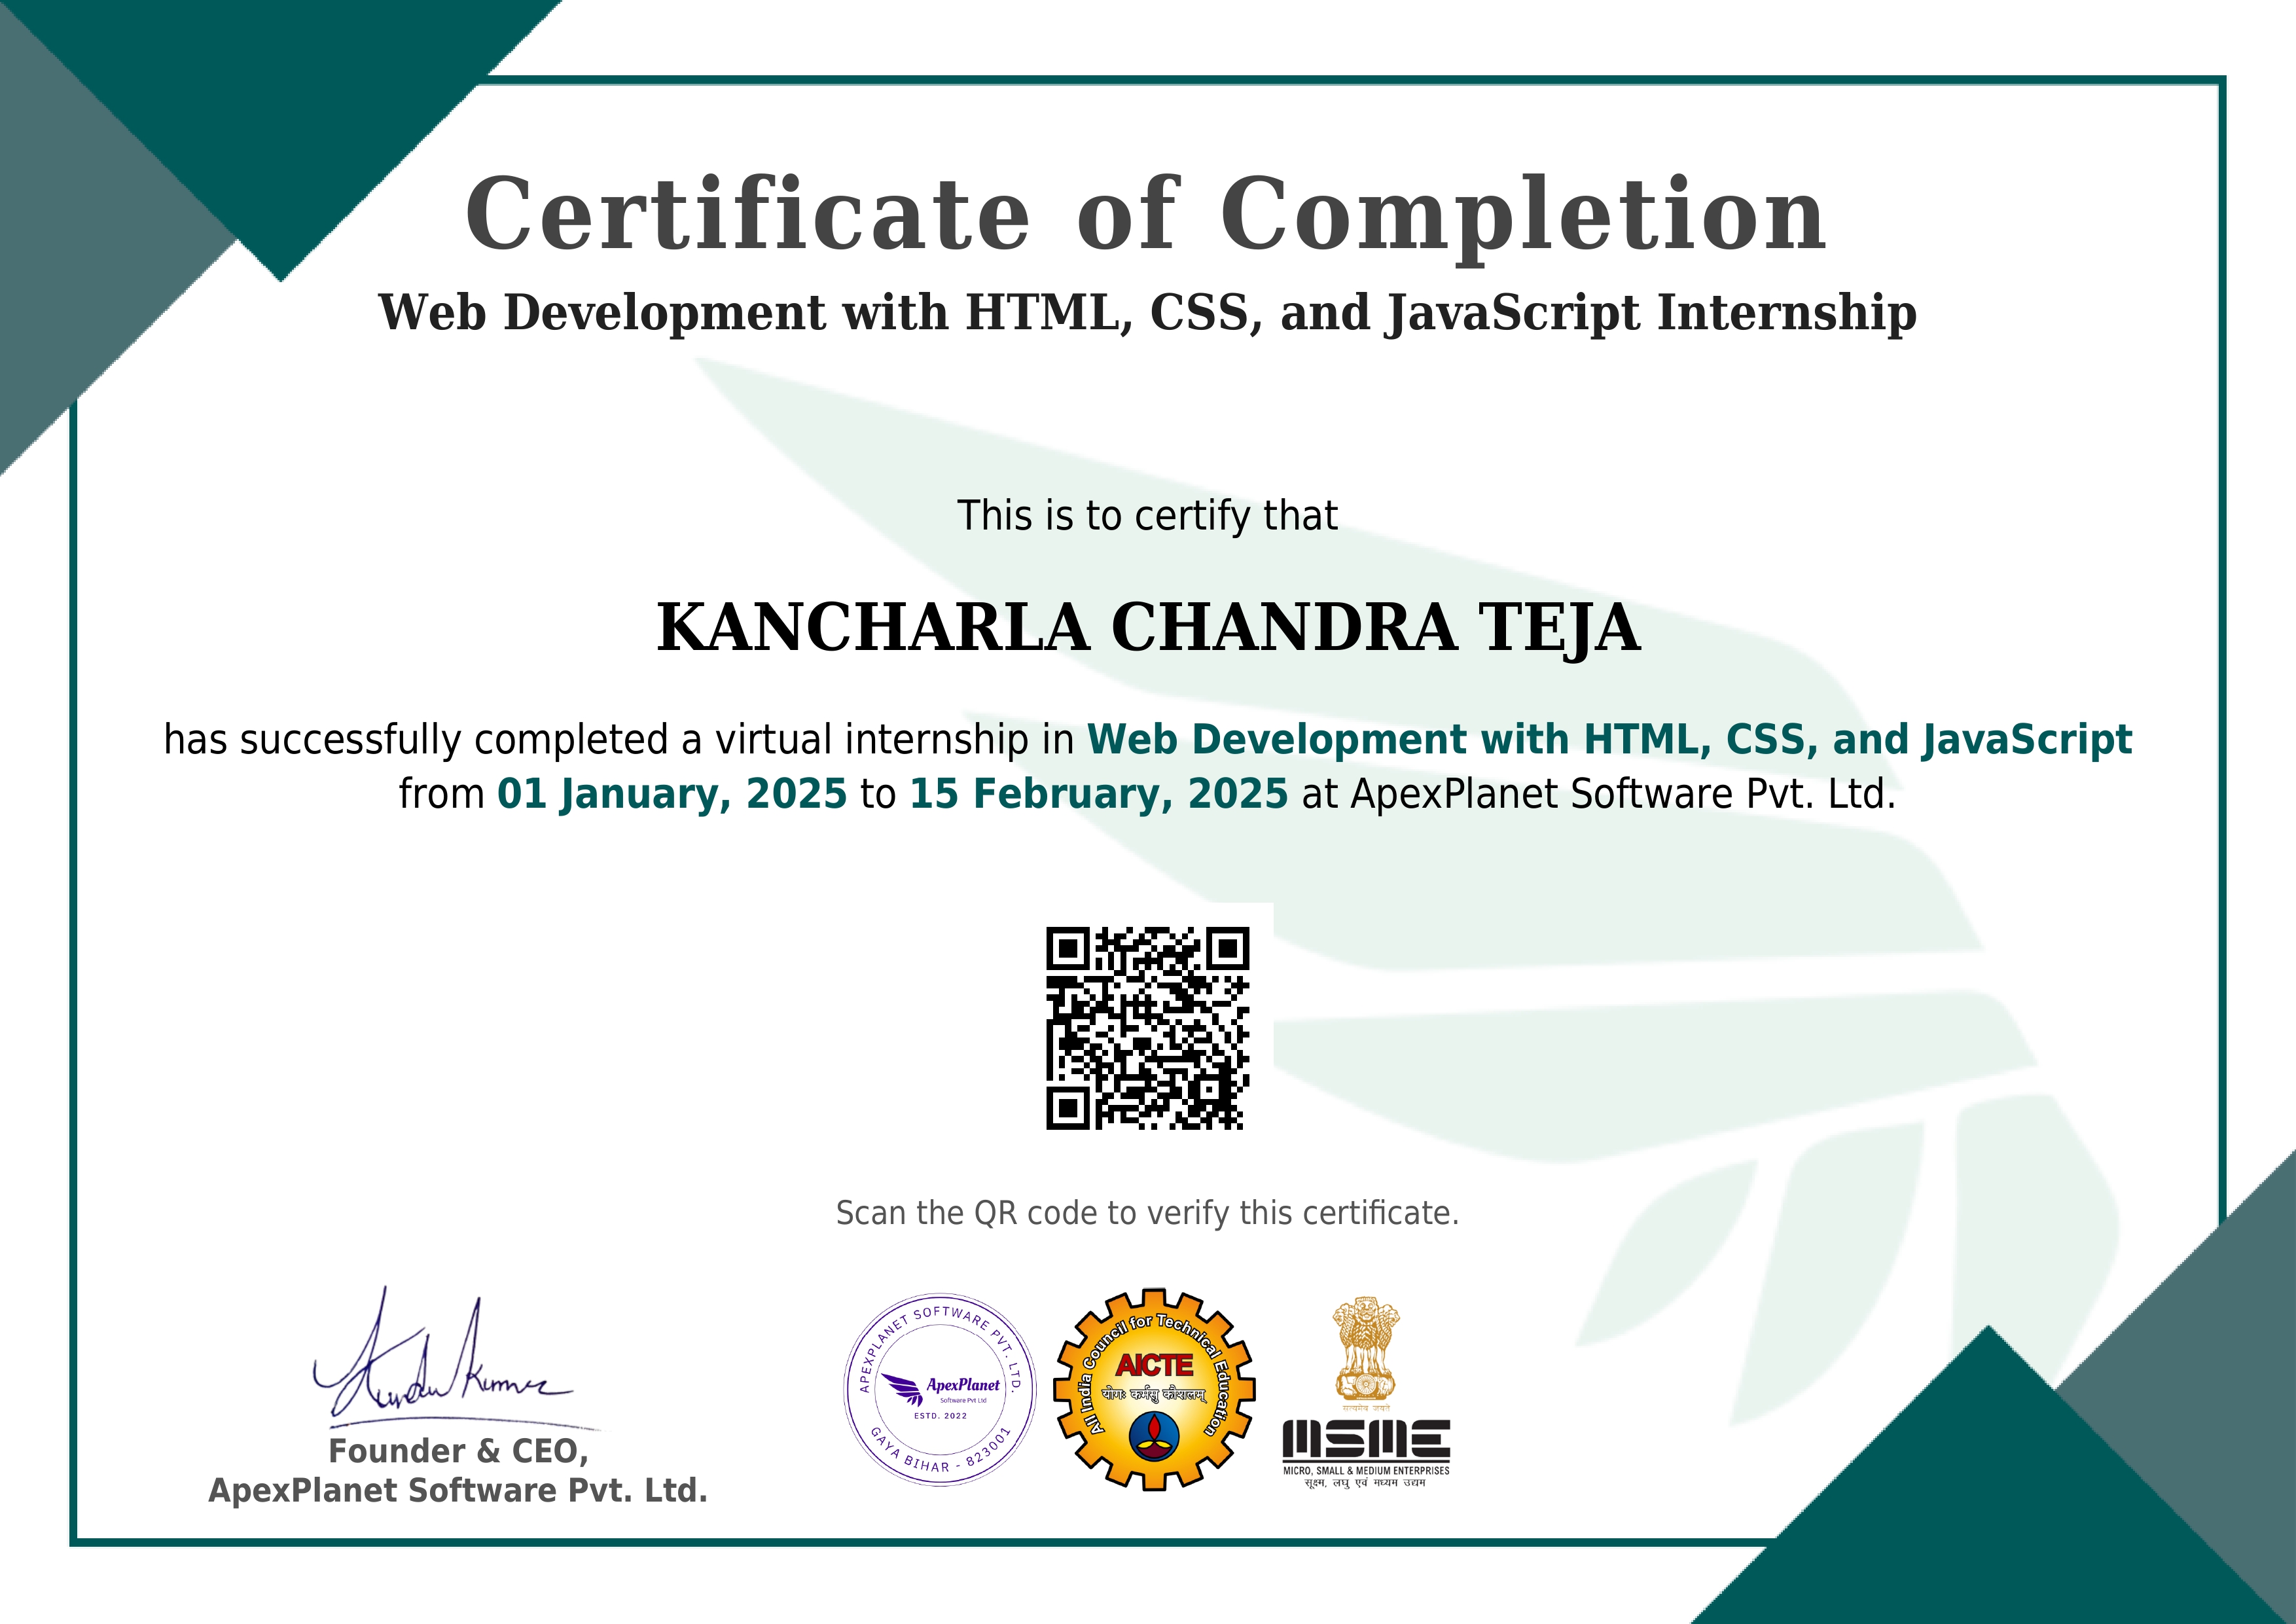 Certificate of Completion
Web Development with HTML, CSS, and JavaScript Internship
This is to certify that
KANCHARLA CHANDRA TEJA
has successfully completed a virtual internship in Web Development with HTML, CSS, and JavaScript
from 01 January, 2025 to 15 February, 2025 at ApexPlanet Software Pvt. Ltd.
Scan the QR code to verify this certificate.
Founder & CEO,
ApexPlanet Software Pvt. Ltd.
APEXPLANET SOFTWARE PVT. LTD.
ApexPlanet
Software Pvt Ltd
ESTD. 2022
GAYA BIHAR - 823001
All India Council for Technical Education
AICTE
योगः कर्मसु कौशलम्
सत्यमेव जयते
MSME
MICRO, SMALL & MEDIUM ENTERPRISES
सूक्ष्म, लघु एवं मध्यम उद्यम